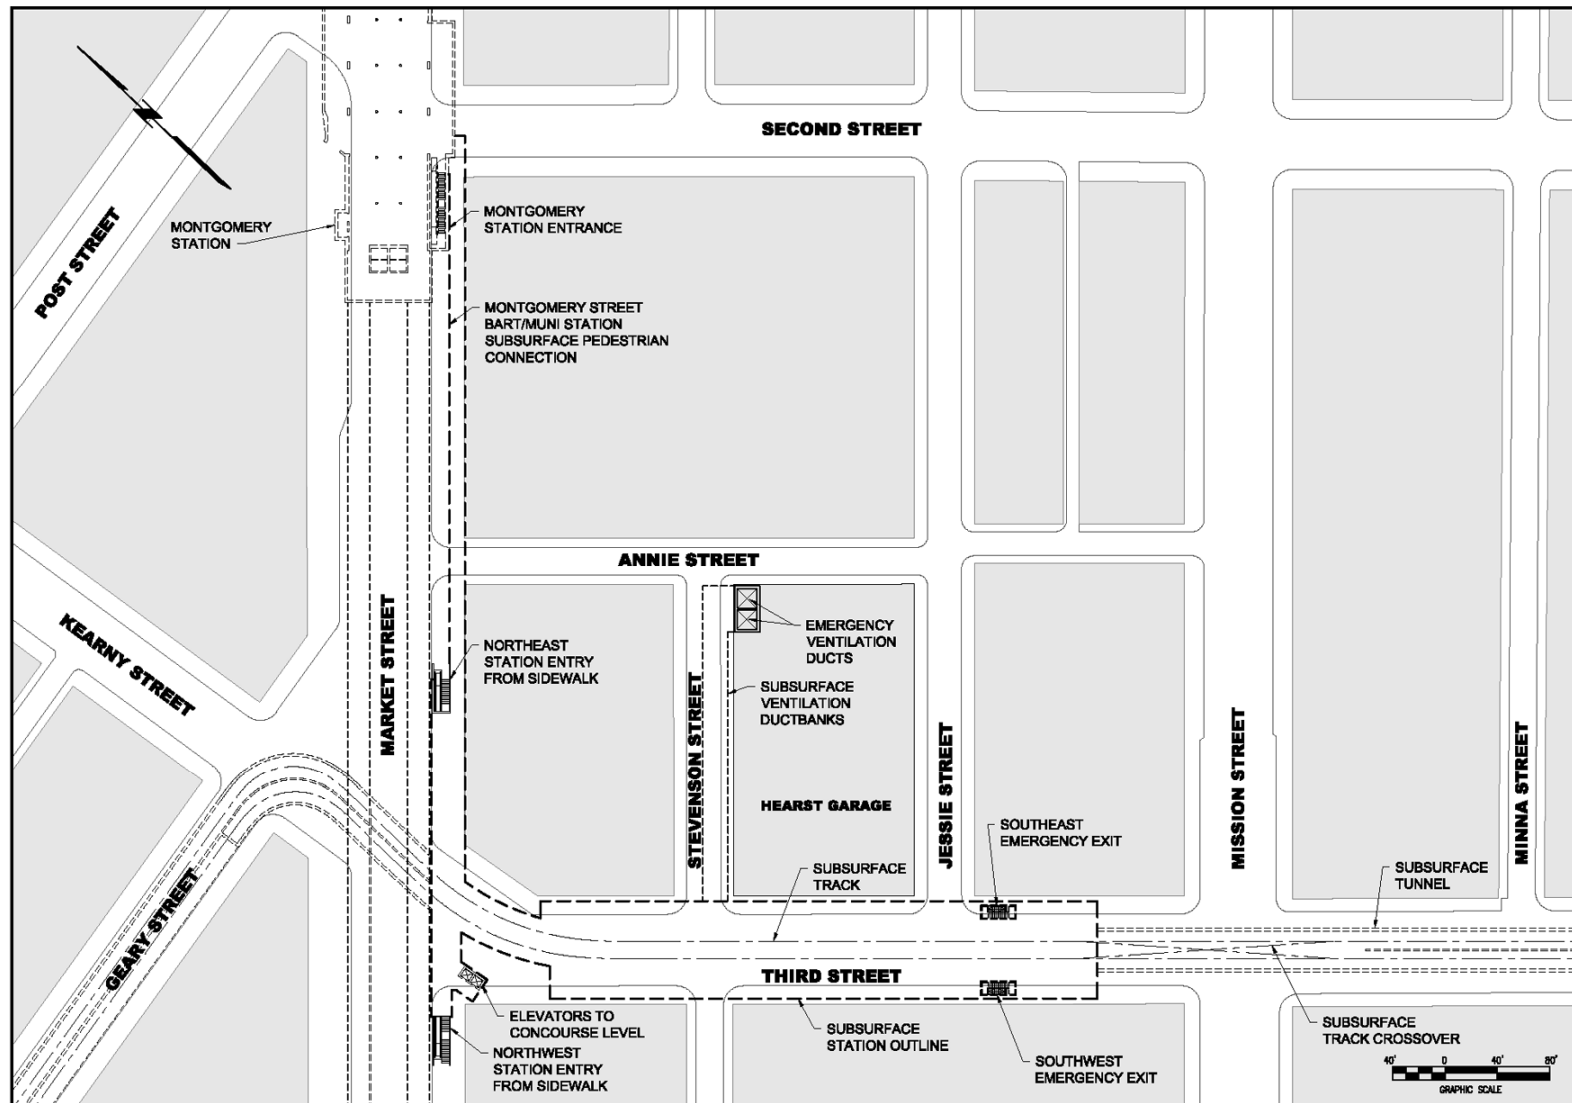 SECOND STREET
POST STREET
MONTGOMERY
STATION
MONTGOMERY
STATION ENTRANCE
MONTGOMERY STREET
BART/MUNI STATION
SUBSURFACE PEDESTRIAN
CONNECTION
ANNIE STREET
KEARNY STREET
MARKET STREET
NORTHEAST
STATION ENTRY
FROM SIDEWALK
STEVENSON STREET
EMERGENCY
VENTILATION
DUCTS
SUBSURFACE
VENTILATION
DUCTBANKS
HEARST GARAGE
JESSIE STREET
MISSION STREET
MINNA STREET
SOUTHEAST
EMERGENCY EXIT
SUBSURFACE
TRACK
SUBSURFACE
TUNNEL
GEARY STREET
THIRD STREET
ELEVATORS TO
CONCOURSE LEVEL
NORTHWEST
STATION ENTRY
FROM SIDEWALK
SUBSURFACE
STATION OUTLINE
SOUTHWEST
EMERGENCY EXIT
SUBSURFACE
TRACK CROSSOVER
40' 0 40' 80'
GRAPHIC SCALE